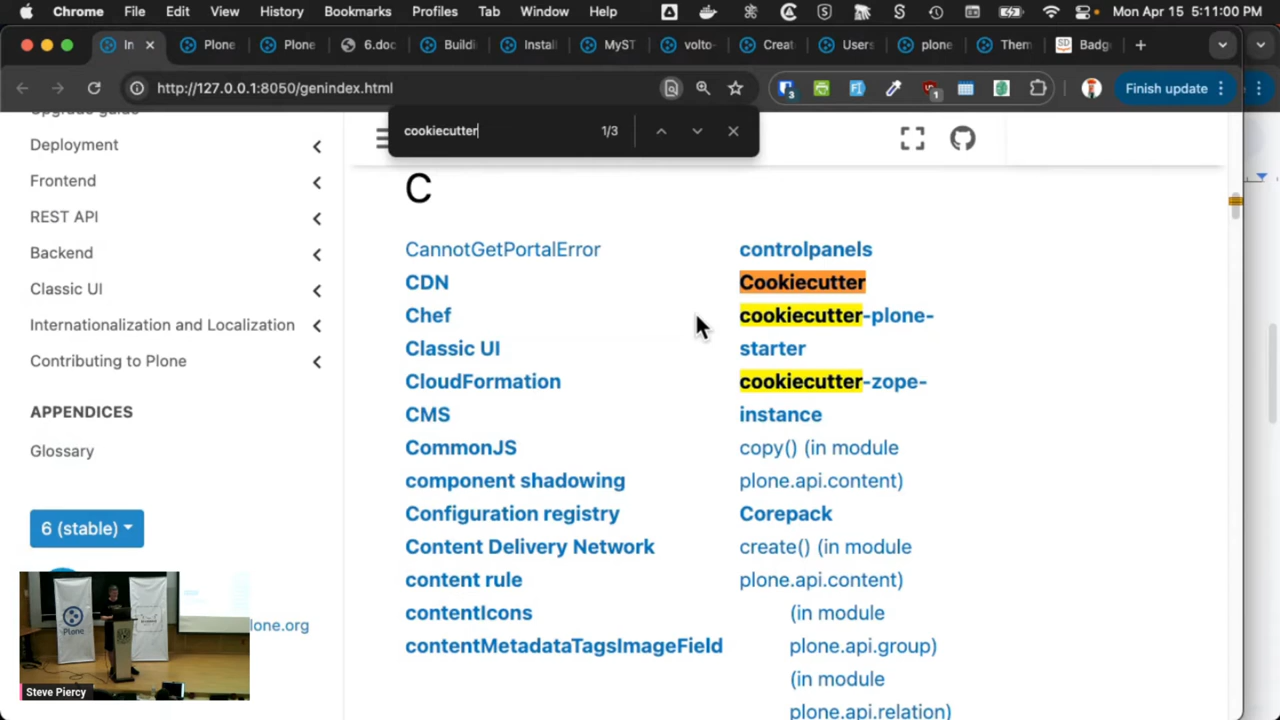 Chrome File Edit View History Bookmarks Profiles Tab Window Help Mon Apr 15 5:11:00 PM
In Plone Plone 6.doc Buildi Install MyST volto- Creat Users plone Them Badg
http://127.0.0.1:8050/genindex.html 3 1 Finish update
cookiecutter 1/3
Deployment
Frontend
REST API
Backend
Classic UI
Internationalization and Localization
Contributing to Plone
APPENDICES
Glossary
6 (stable)
lone.org
Plone
Steve Piercy
C
CannotGetPortalError
CDN
Chef
Classic UI
CloudFormation
CMS
CommonJS
component shadowing
Configuration registry
Content Delivery Network
content rule
contentIcons
contentMetadataTagsImageField
controlpanels
Cookiecutter
cookiecutter-plone-
starter
cookiecutter-zope-
instance
copy() (in module
plone.api.content)
Corepack
create() (in module
plone.api.content)
(in module
plone.api.group)
(in module
plone.api.relation)